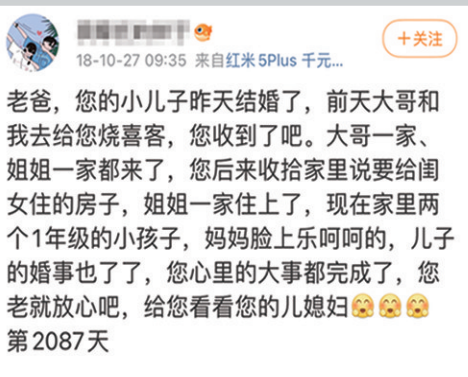 +关注
18-10-27 09:35 来自红米5Plus 千元...
老爸，您的小儿子昨天结婚了，前天大哥和
我去给您烧喜客，您收到了吧。大哥一家、
姐姐一家都来了，您后来收拾家里说要给闺
女住的房子，姐姐一家住上了，现在家里两
个1年级的小孩子，妈妈脸上乐呵呵的，儿子
的婚事也了了，您心里的大事都完成了，您
老就放心吧，给您看看您的儿媳妇
第2087天